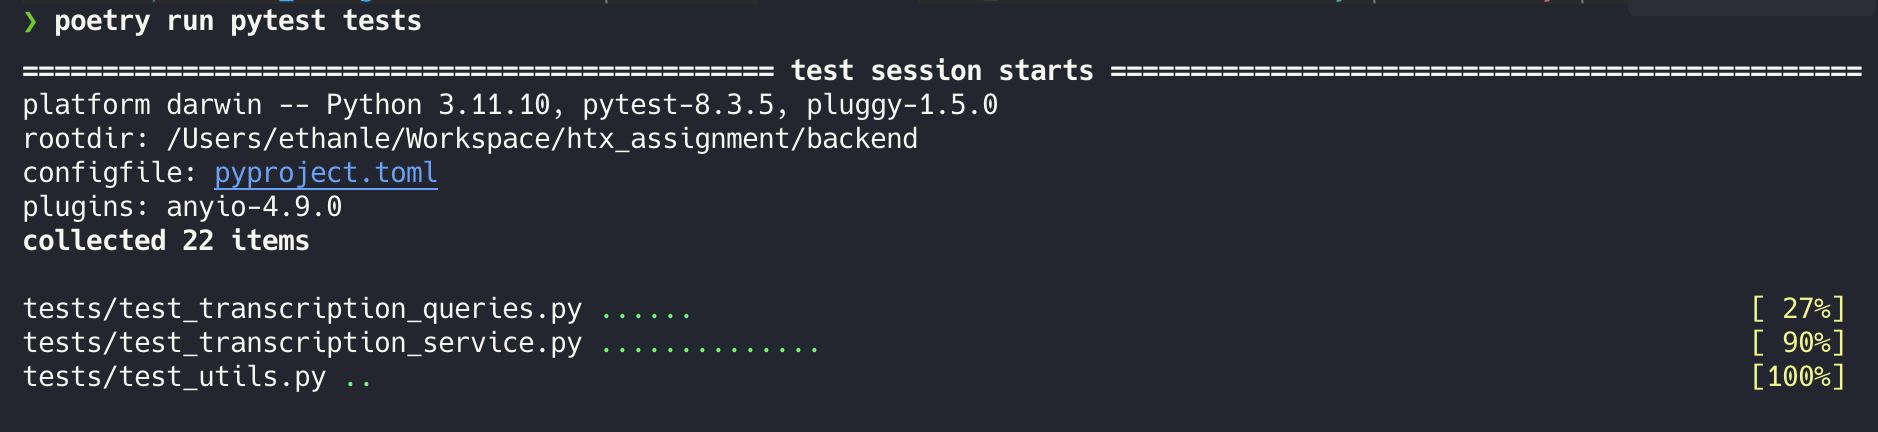 ❯ poetry run pytest tests
=============================================== test session starts ===============================================
platform darwin -- Python 3.11.10, pytest-8.3.5, pluggy-1.5.0
rootdir: /Users/ethanle/Workspace/htx_assignment/backend
configfile: pyproject.toml
plugins: anyio-4.9.0
collected 22 items
tests/test_transcription_queries.py ...... [ 27%]
tests/test_transcription_service.py .............. [ 90%]
tests/test_utils.py .. [100%]